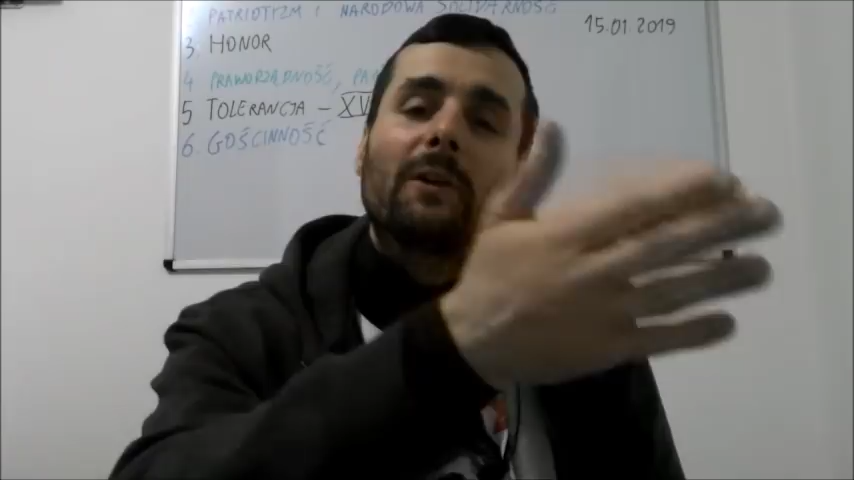 PATRIOTYZM I NARODOWA SOLIDARNOŚĆ
15.01 2019
3 HONOR
4 PRAWORZĄDNOŚĆ,
5 TOLERANCJA – XV
6. GOŚCINNOŚĆ